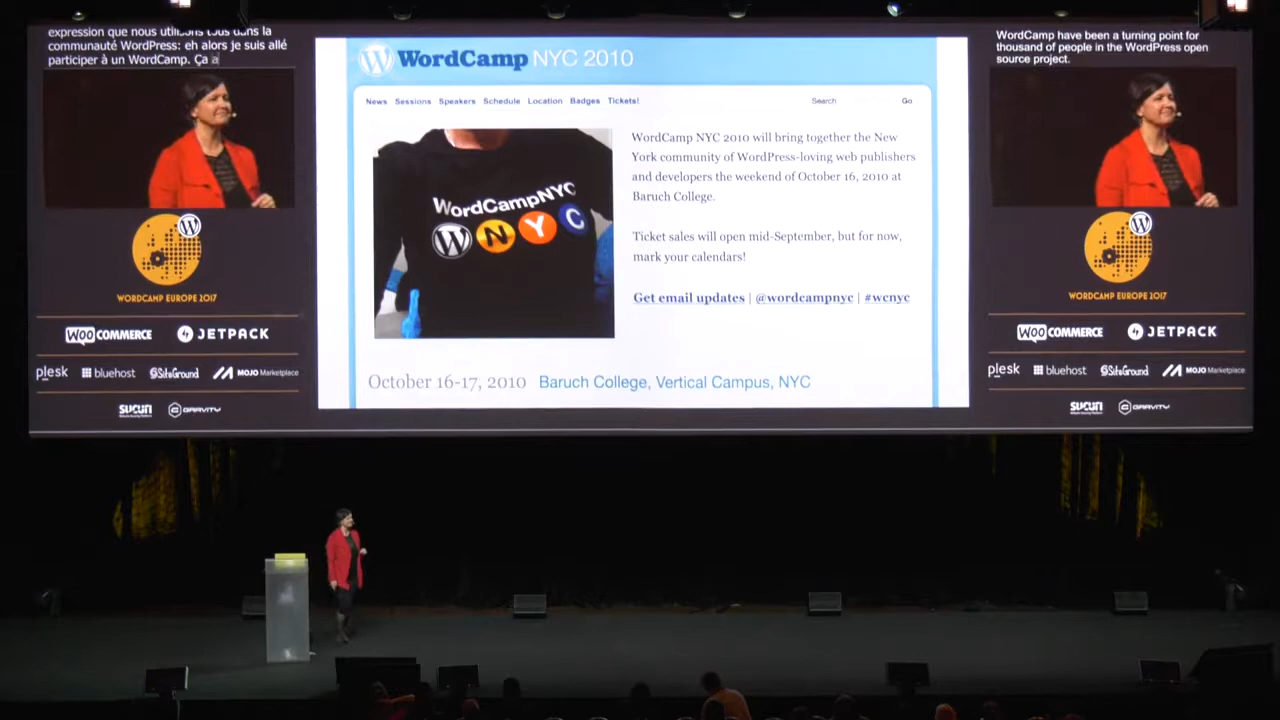 expression que nous utilisons tous dans la
communauté WordPress: eh alors je suis allé
participer à un WordCamp. Ça a
WORDCAMP EUROPE 2017
WOO COMMERCE
JETPACK
plesk
bluehost
SiteGround
MOJO Marketplace
SUCURI
GRAVITY
WordCamp NYC 2010
News Sessions Speakers Schedule Location Badges Tickets!
Search Go
WordCampNYC
N Y C
WordCamp NYC 2010 will bring together the New
York community of WordPress-loving web publishers
and developers the weekend of October 16, 2010 at
Baruch College.
Ticket sales will open mid-September, but for now,
mark your calendars!
Get email updates | @wordcampnyc | #wcnyc
October 16-17, 2010 Baruch College, Vertical Campus, NYC
WordCamp have been a turning point for
thousand of people in the WordPress open
source project.
WORDCAMP EUROPE 2017
WOO COMMERCE
JETPACK
plesk
bluehost
SiteGround
MOJO Marketplace
SUCURI
GRAVITY